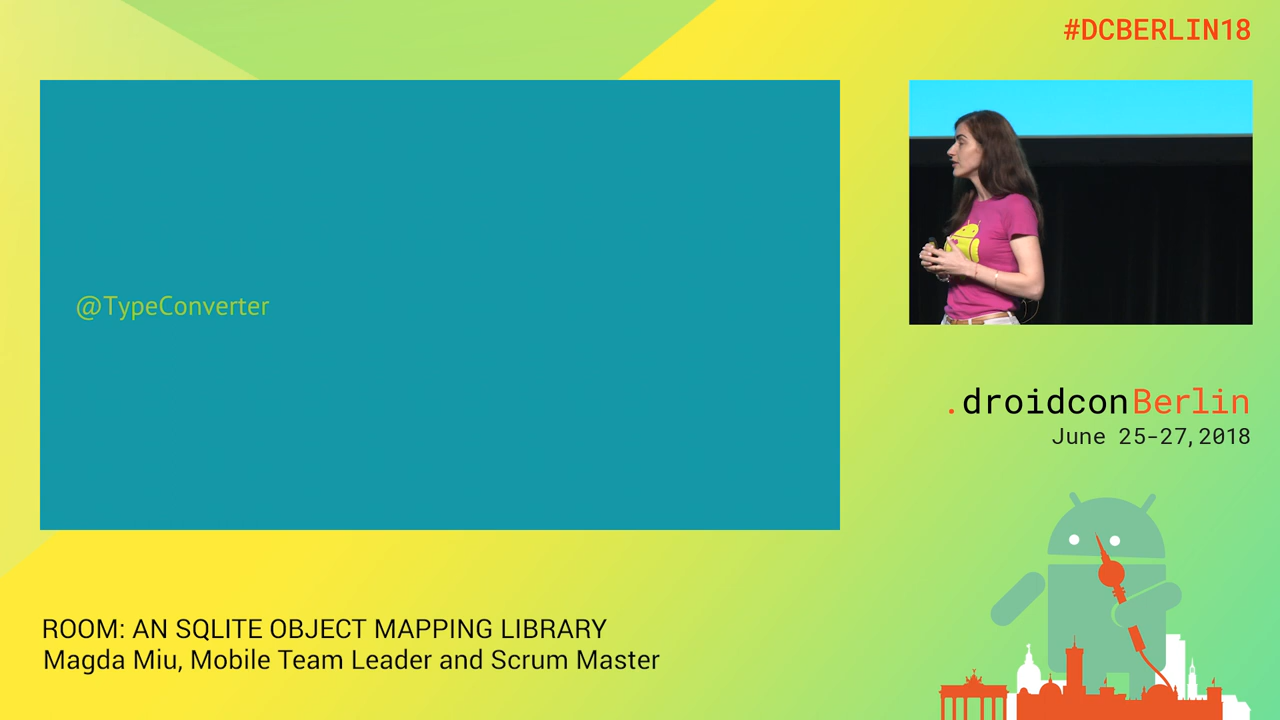 #DCBERLIN18
@TypeConverter
.droidconBerlin
June 25-27, 2018
ROOM: AN SQLITE OBJECT MAPPING LIBRARY
Magda Miu, Mobile Team Leader and Scrum Master